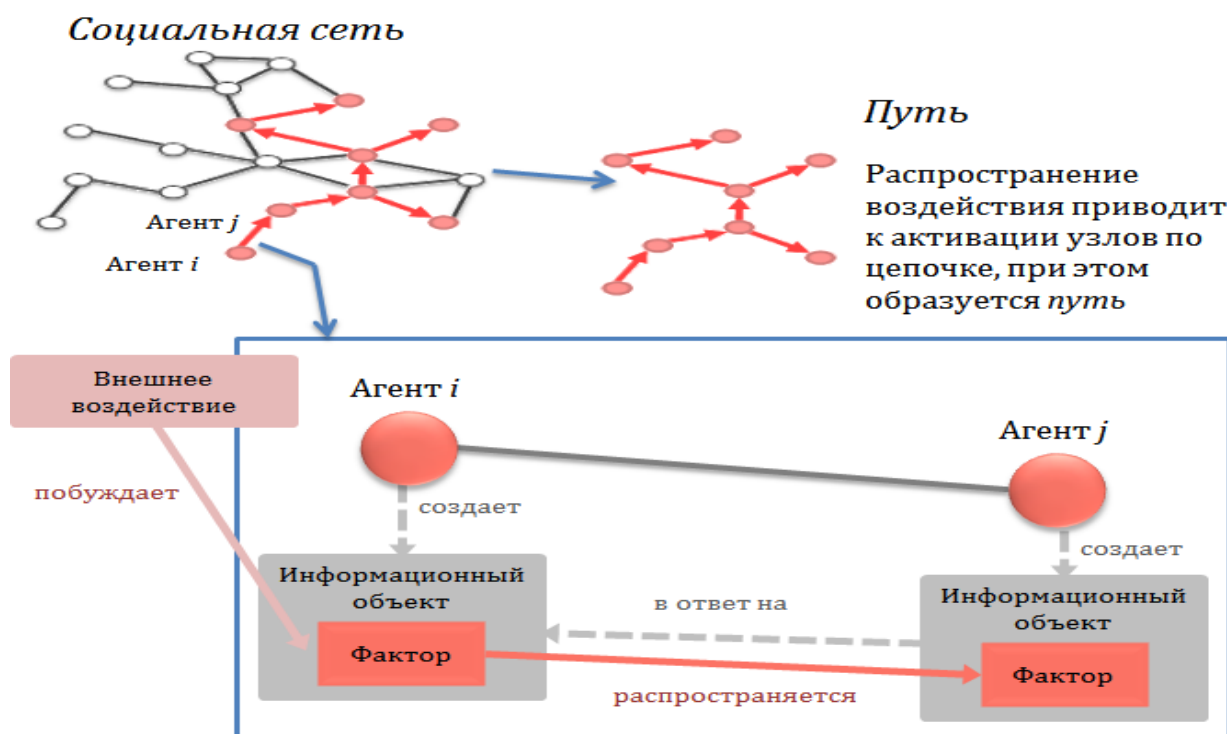 Социальная сеть
Путь
Распространение
воздействия приводит
к активации узлов по
цепочке, при этом
образуется путь
Агент j
Агент i
Внешнее
воздействие
Агент i
Агент j
побуждает
создает
создает
Информационный
объект
Фактор
в ответ на
Информационный
объект
Фактор
распространяется